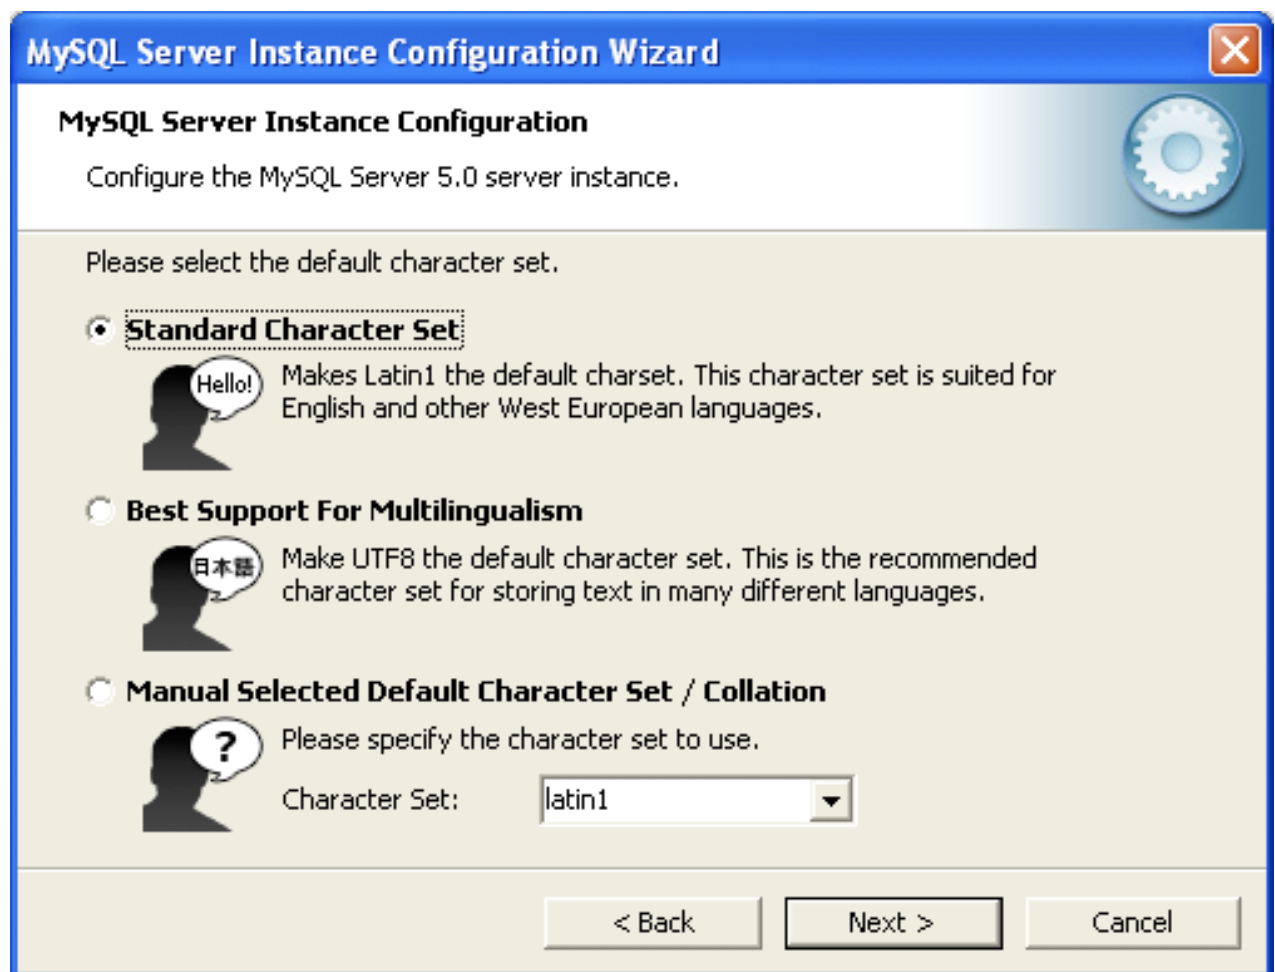 MySQL Server Instance Configuration Wizard
MySQL Server Instance Configuration
Configure the MySQL Server 5.0 server instance.
Please select the default character set.
Standard Character Set
Hello!
Makes Latin1 the default charset. This character set is suited for
English and other West European languages.
Best Support For Multilingualism
日本語
Make UTF8 the default character set. This is the recommended
character set for storing text in many different languages.
Manual Selected Default Character Set / Collation
?
Please specify the character set to use.
Character Set: latin1
< Back Next > Cancel